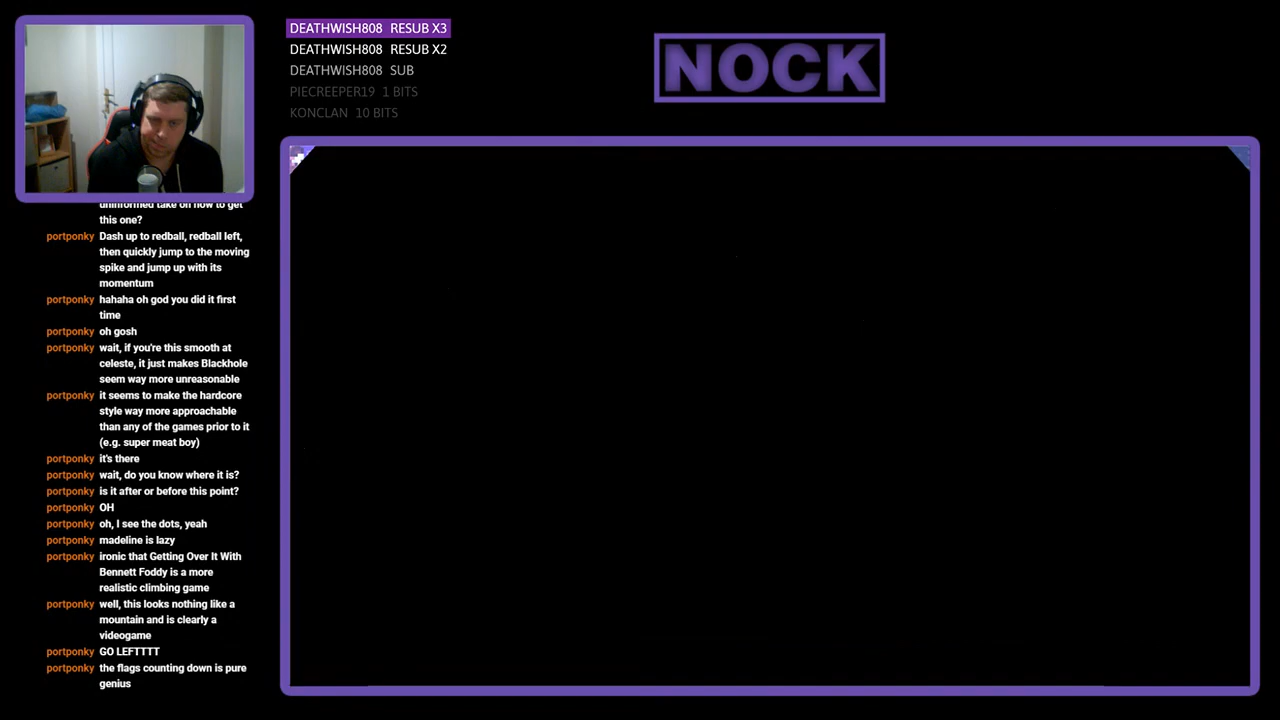 DEATHWISH808 RESUB X3
DEATHWISH808 RESUB X2
DEATHWISH808 SUB
PIECREEPER19 1 BITS
KONCLAN 10 BITS
NOCK
uninformed take on how to get
this one?
portponky Dash up to redball, redball left,
then quickly jump to the moving
spike and jump up with its
momentum
portponky hahaha oh god you did it first
time
portponky oh gosh
portponky wait, if you're this smooth at
celeste, it just makes Blackhole
seem way more unreasonable
portponky it seems to make the hardcore
style way more approachable
than any of the games prior to it
(e.g. super meat boy)
portponky it's there
portponky wait, do you know where it is?
portponky is it after or before this point?
portponky OH
portponky oh, I see the dots, yeah
portponky madeline is lazy
portponky ironic that Getting Over It With
Bennett Foddy is a more
realistic climbing game
portponky well, this looks nothing like a
mountain and is clearly a
videogame
portponky GO LEFTTTT
portponky the flags counting down is pure
genius